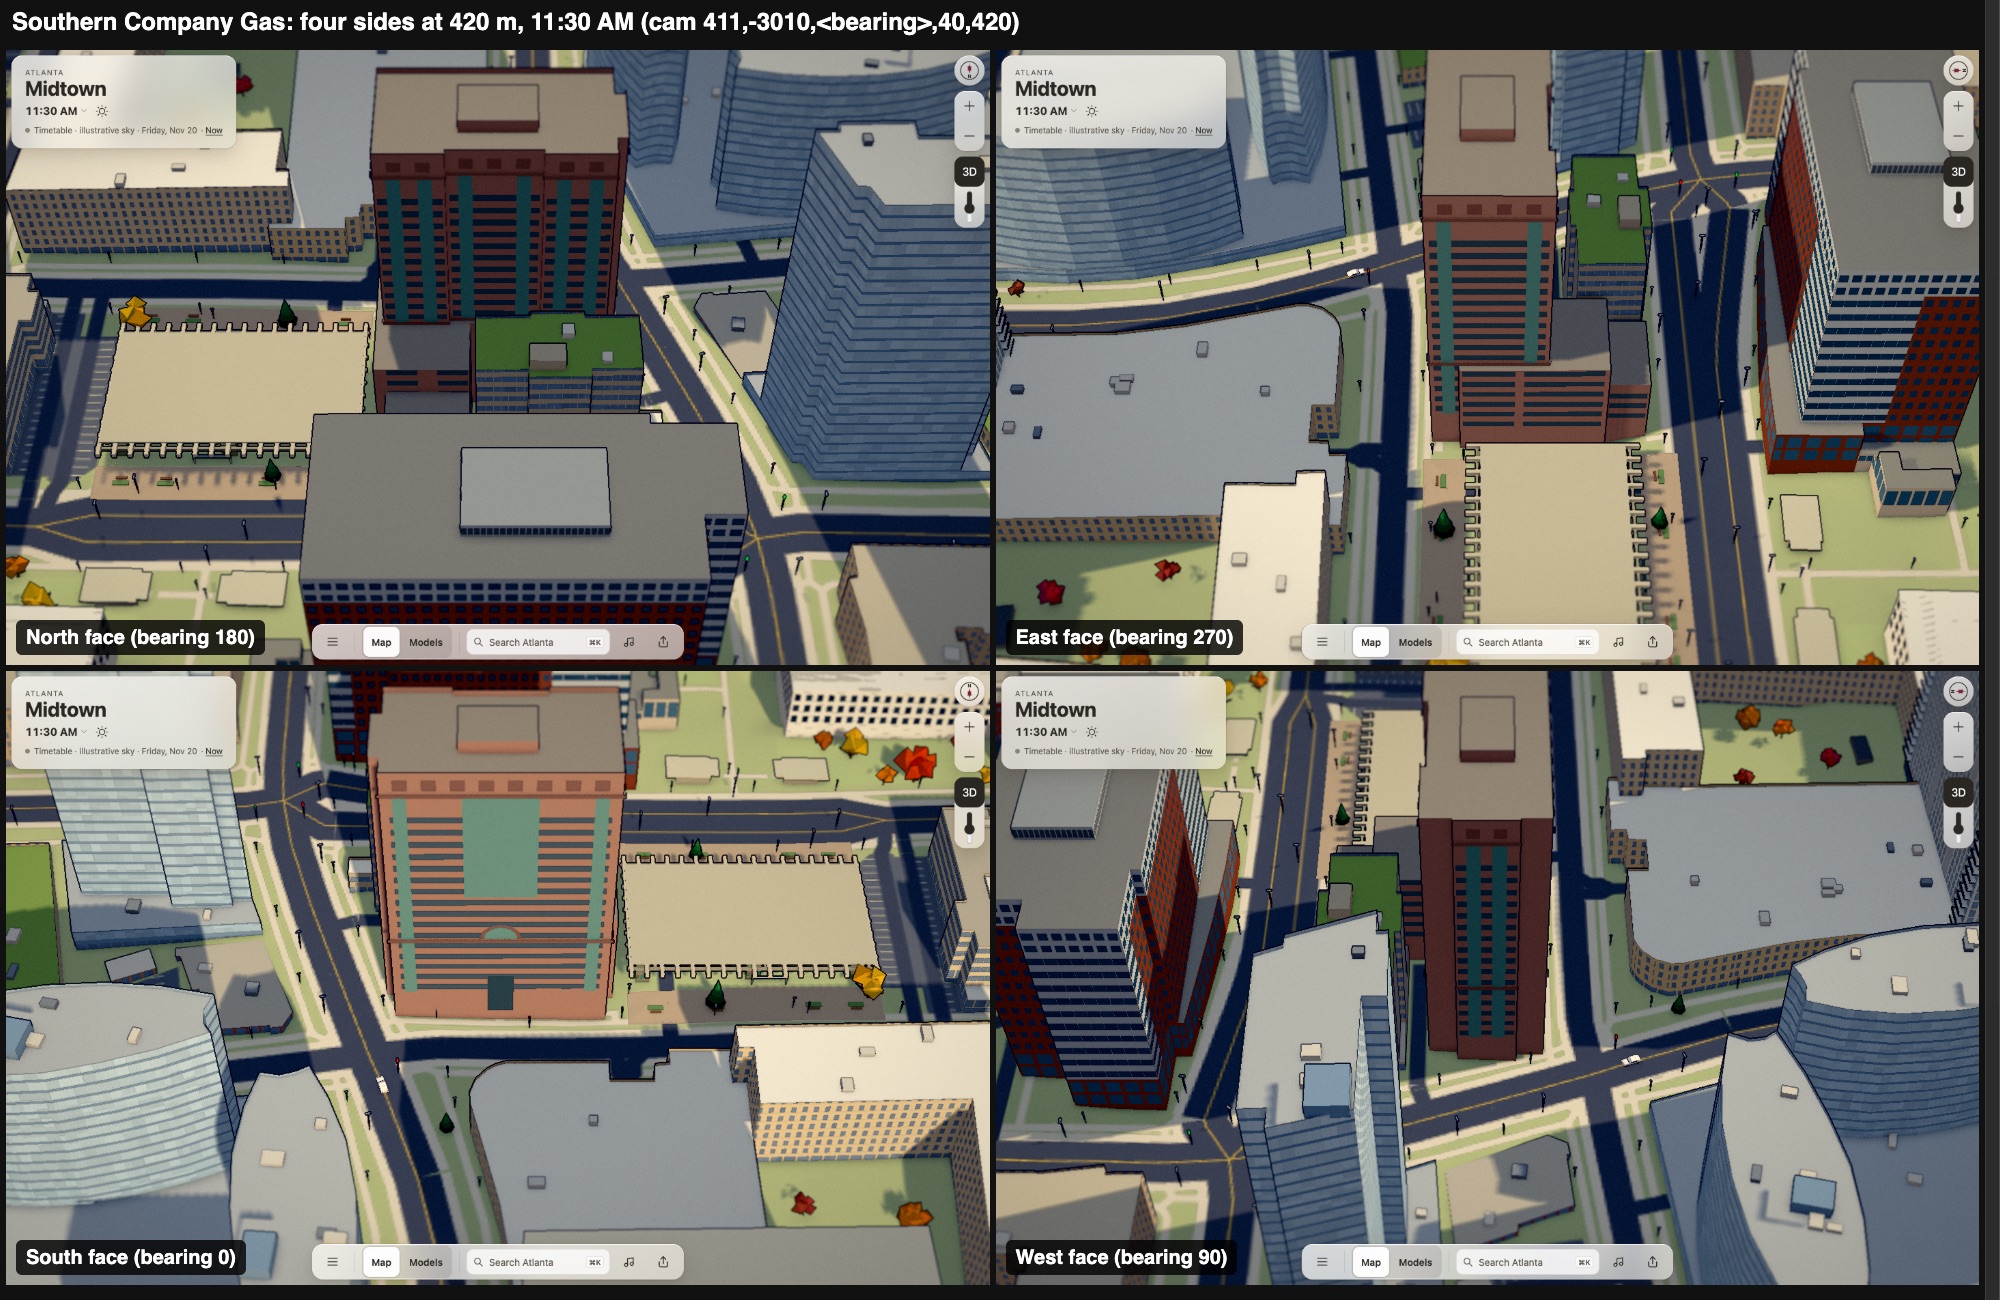 Southern Company Gas: four sides at 420 m, 11:30 AM (cam 411,-3010,<bearing>,40,420)
ATLANTA
Midtown
11:30 AM
Timetable · illustrative sky · Friday, Nov 20 · Now
N
+
−
3D
North face (bearing 180)
Map Models Search Atlanta ⌘K
ATLANTA
Midtown
11:30 AM
Timetable · illustrative sky · Friday, Nov 20 · Now
N
+
−
3D
East face (bearing 270)
Map Models Search Atlanta ⌘K
ATLANTA
Midtown
11:30 AM
Timetable · illustrative sky · Friday, Nov 20 · Now
N
+
−
3D
South face (bearing 0)
Map Models Search Atlanta ⌘K
ATLANTA
Midtown
11:30 AM
Timetable · illustrative sky · Friday, Nov 20 · Now
N
+
−
3D
West face (bearing 90)
Map Models Search Atlanta ⌘K